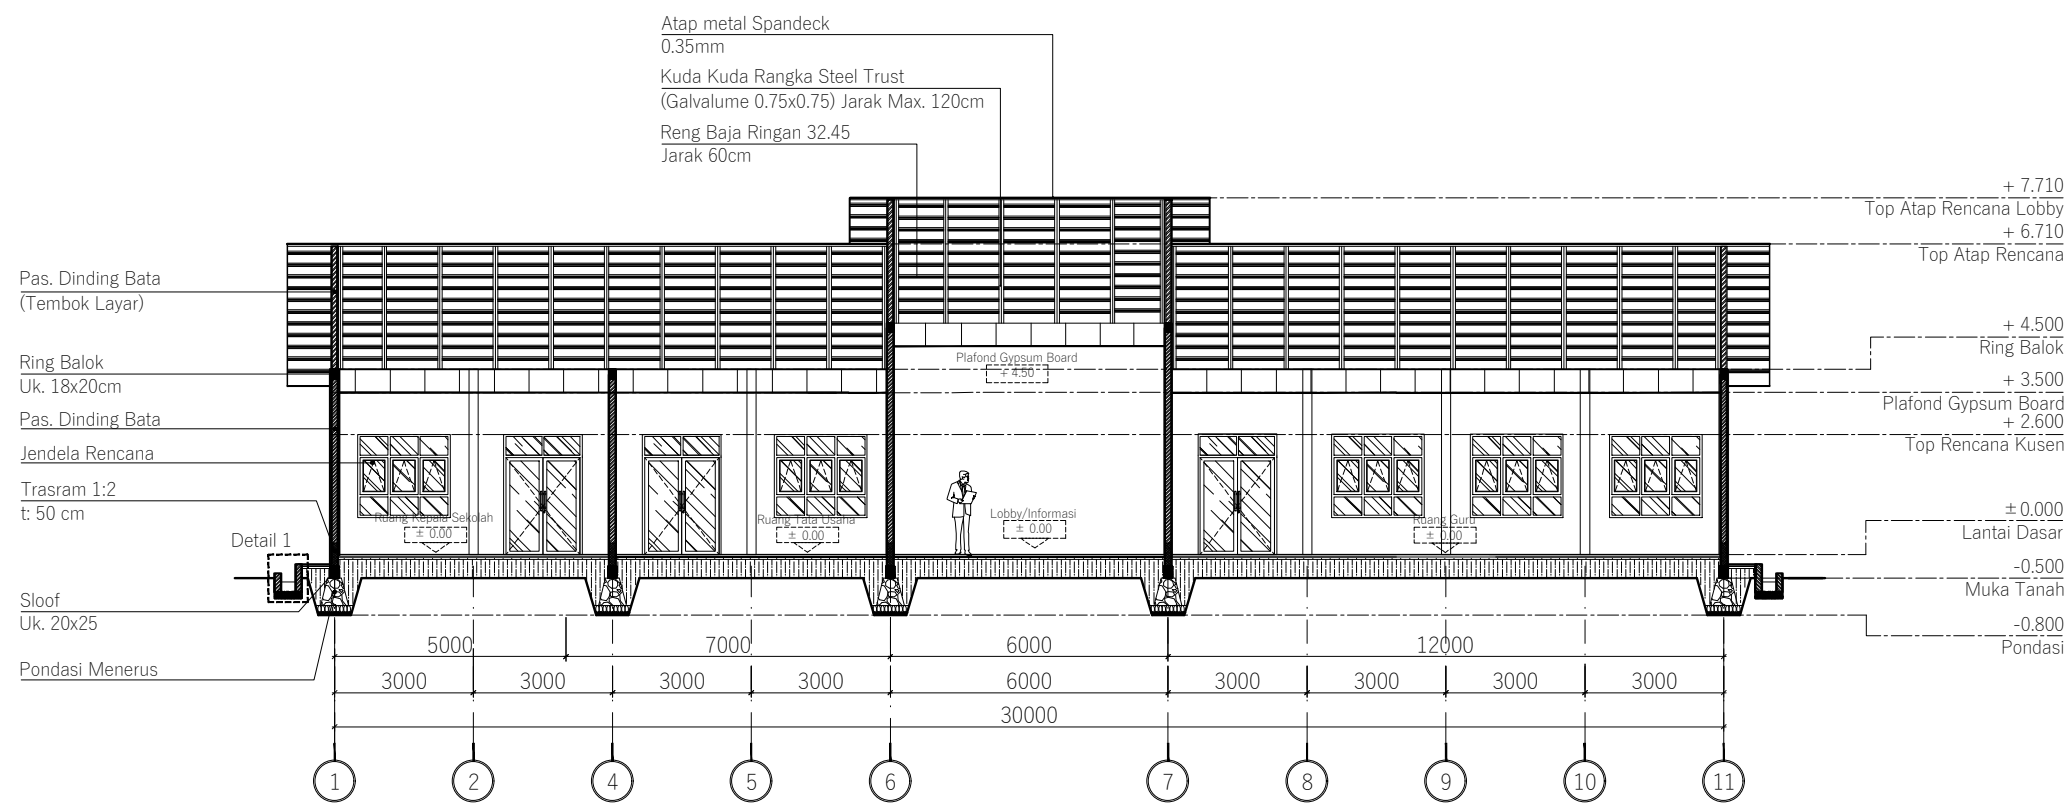 Atap metal Spandeck
0.35mm
Kuda Kuda Rangka Steel Trust
(Galvalume 0.75x0.75) Jarak Max. 120cm
Reng Baja Ringan 32.45
Jarak 60cm
+ 7.710
Top Atap Rencana Lobby
+ 6.710
Top Atap Rencana
Pas. Dinding Bata
(Tembok Layar)
+ 4.500
Ring Balok
Ring Balok
Uk. 18x20cm
Plafond Gypsum Board
+ 4.50
+ 3.500
Plafond Gypsum Board
Pas. Dinding Bata
+ 2.600
Top Rencana Kusen
Jendela Rencana
Trasram 1:2
t: 50 cm
Ruang Kepala Sekolah
± 0.00
Ruang Tata Usaha
± 0.00
Lobby/Informasi
± 0.00
Ruang Guru
± 0.00
± 0.000
Lantai Dasar
Detail 1
-0.500
Muka Tanah
Sloof
Uk. 20x25
-0.800
Pondasi
Pondasi Menerus
5000 7000 6000 12000
3000 3000 3000 3000 6000 3000 3000 3000 3000
30000
1 2 4 5 6 7 8 9 10 11